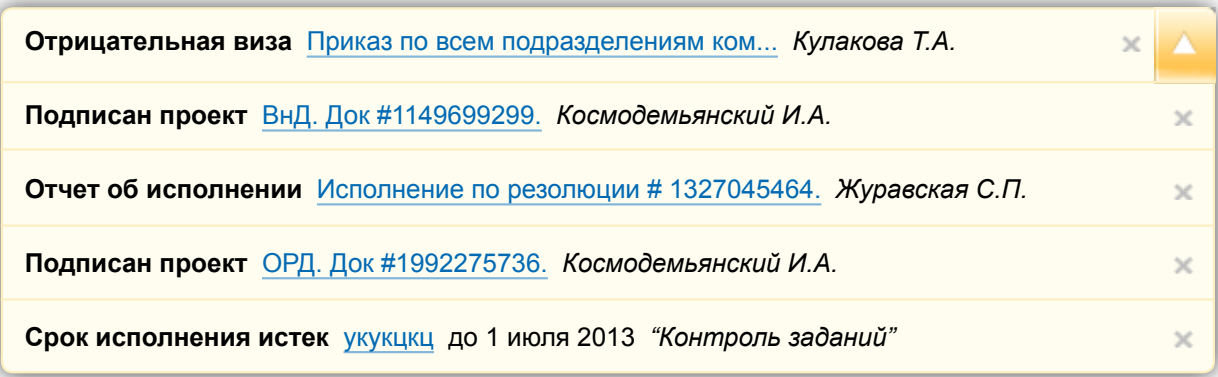 Отрицательная виза Приказ по всем подразделениям ком... Кулакова Т.А.
Подписан проект ВнД. Док #1149699299. Космодемьянский И.А.
Отчет об исполнении Исполнение по резолюции # 1327045464. Журавская С.П.
Подписан проект ОРД. Док #1992275736. Космодемьянский И.А.
Срок исполнения истек укукцкц до 1 июля 2013 “Контроль заданий”